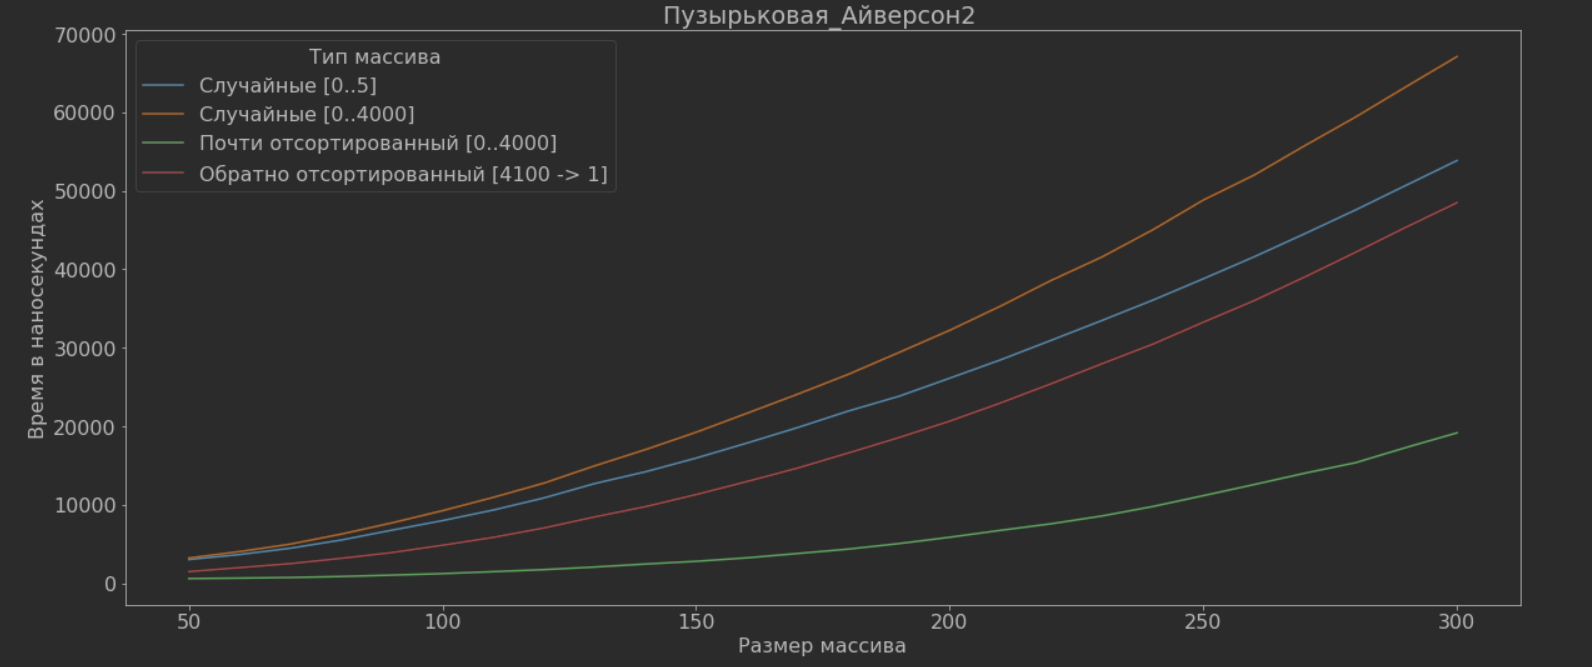 Пузырьковая_Айверсон2
Тип массива
Случайные [0..5]
Случайные [0..4000]
Почти отсортированный [0..4000]
Обратно отсортированный [4100 -> 1]
Время в наносекундах
70000
60000
50000
40000
30000
20000
10000
0
50
100
150
200
250
300
Размер массива